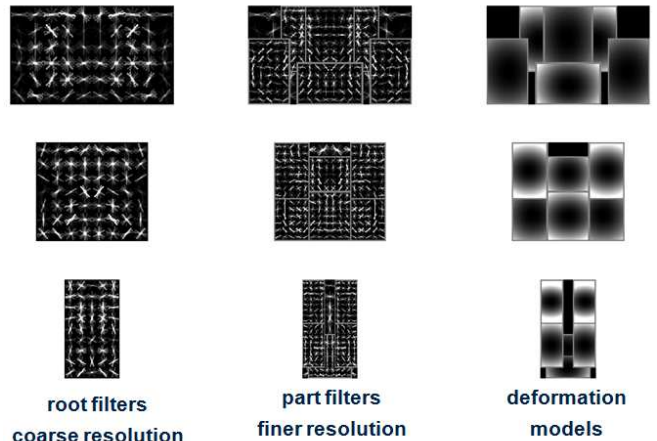 root filters
coarse resolution
part filters
finer resolution
deformation
models